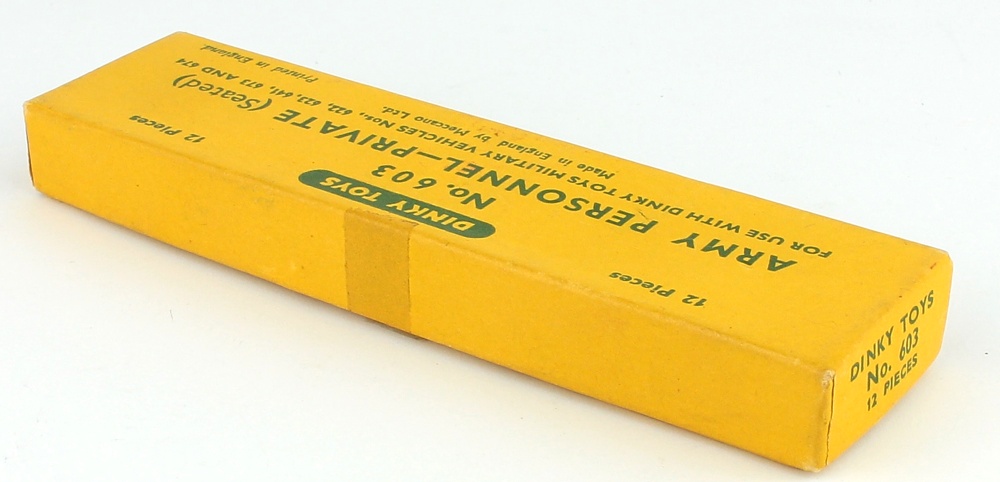 DINKY TOYS
No. 603
12 Pieces 12 Pieces
ARMY PERSONNEL—PRIVATE (Seated)
FOR USE WITH DINKY TOYS MILITARY VEHICLES Nos., 622, 623, 641, 673 AND 674
Made in England by Meccano Ltd.
Printed in England
DINKY TOYS
No. 603
12 PIECES